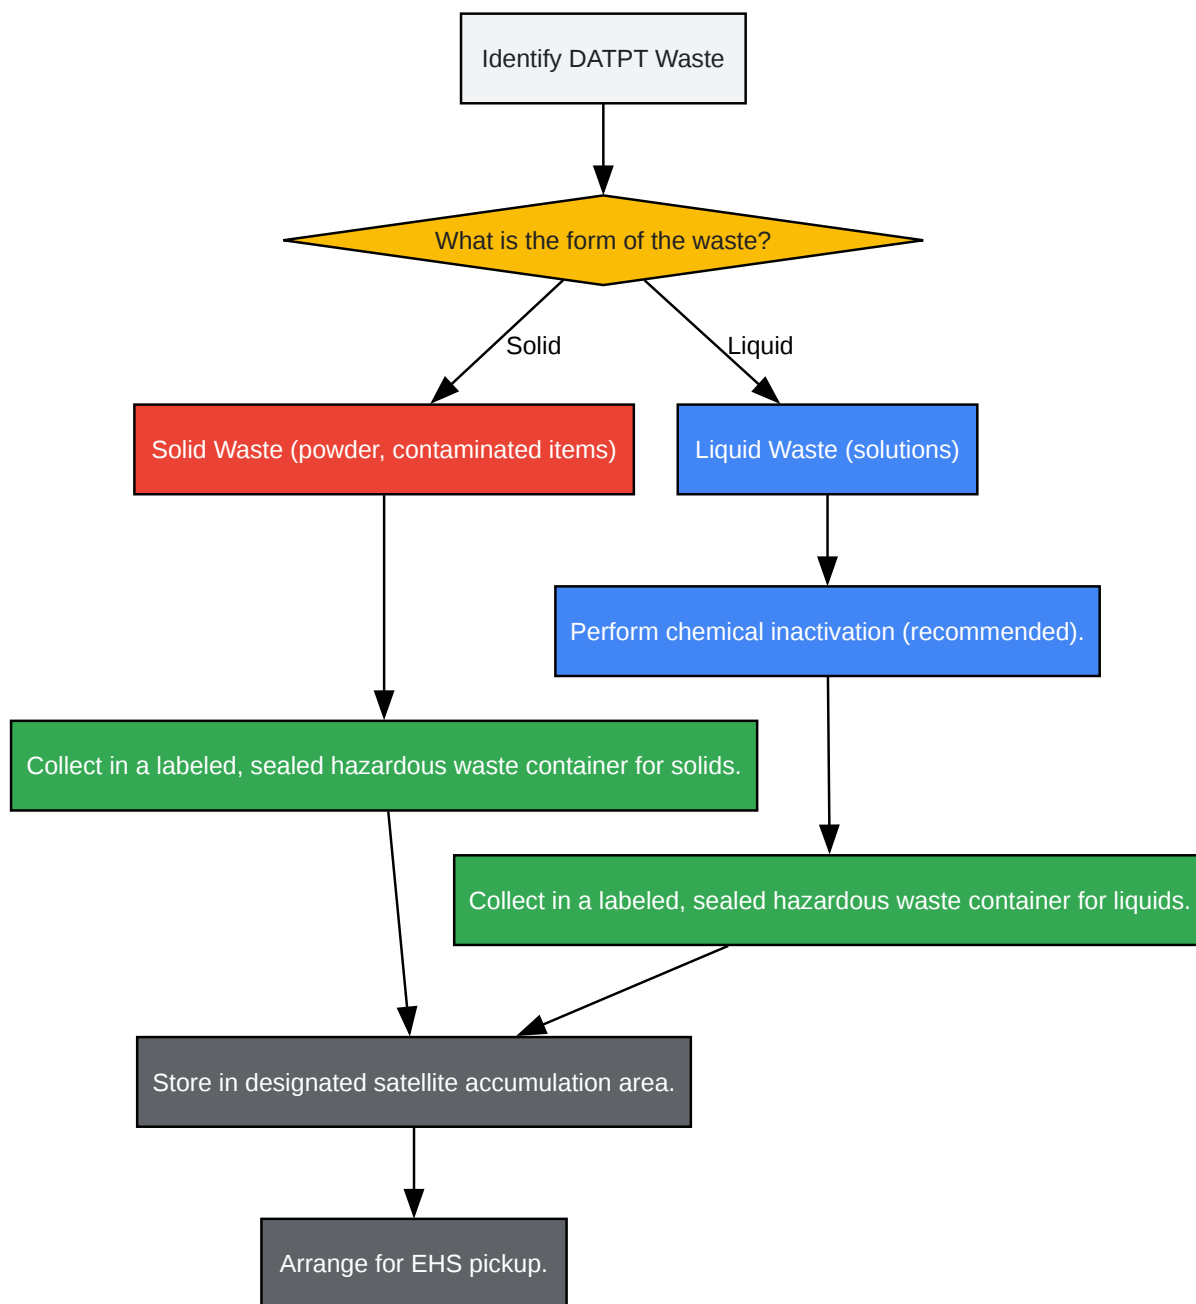 Identify DATPT Waste
What is the form of the waste?
Solid
Liquid
Solid Waste (powder, contaminated items)
Liquid Waste (solutions)
Perform chemical inactivation (recommended).
Collect in a labeled, sealed hazardous waste container for solids.
Collect in a labeled, sealed hazardous waste container for liquids.
Store in designated satellite accumulation area.
Arrange for EHS pickup.